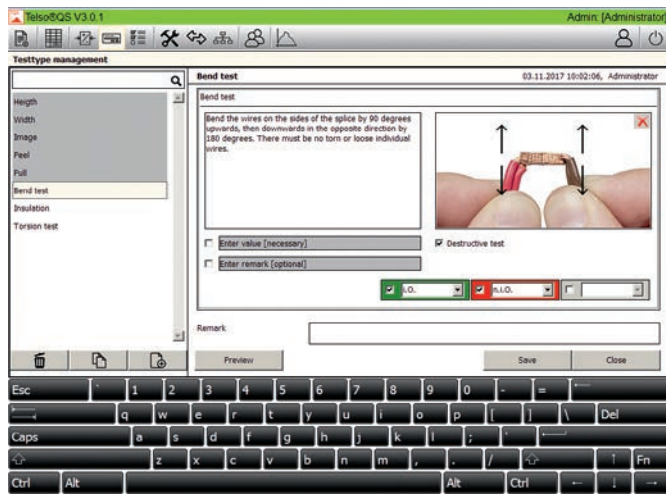 Telso®QS V3.0.1 Admin: [Administrator
Testtype management
Bend test 03.11.2017 10:02:06, Administrator
Heigth
Width
Image
Peel
Pull
Bend test
Insulation
Torsion test
Bend test
Bend the wires on the sides of the splice by 90 degrees
upwards, then downwards in the opposite direction by
180 degrees. There must be no torn or loose individual
wires.
Enter value [necessary]
Destructive test
Enter remark [optional]
i.O. n.i.O.
Remark
Preview Save Close
Esc ` 1 2 3 4 5 6 7 8 9 0 - =
q w e r t y u i o p [ ] \ Del
Caps a s d f g h j k l ; '
z x c v b n m , . / Fn
Ctrl Alt Alt Ctrl